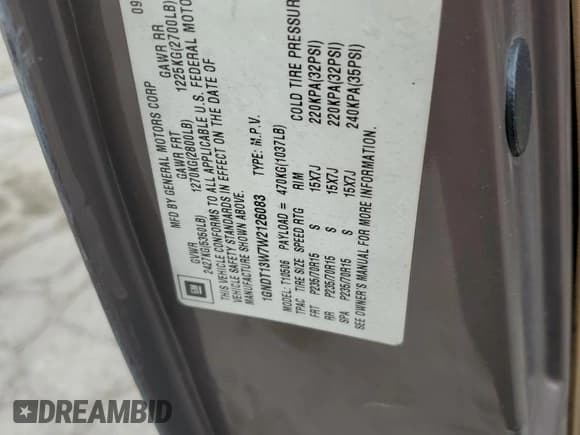 09
MFD BY GENERAL MOTORS CORP
GVWR GAWR FRT GAWR RR
2427KG(5350LB) 1270KG(2800LB) 1225KG(2700LB)
THIS VEHICLE CONFORMS TO ALL APPLICABLE U.S. FEDERAL MOTO
VEHICLE SAFETY STANDARDS IN EFFECT ON THE DATE OF
MANUFACTURE SHOWN ABOVE.
1GNDT13W7W2126083 TYPE: M.P.V.
MODEL: T10506 PAYLOAD = 470KG(1037LB)
TPAC TIRE SIZE SPEED RTG RIM COLD TIRE PRESSUR
FRT P235/70R15 S 15X7J 220KPA(32PSI)
RR P235/70R15 S 15X7J 220KPA(32PSI)
SPA P235/70R15 S 15X7J 240KPA(35PSI)
SEE OWNER'S MANUAL FOR MORE INFORMATION.
GM
DREAMBID